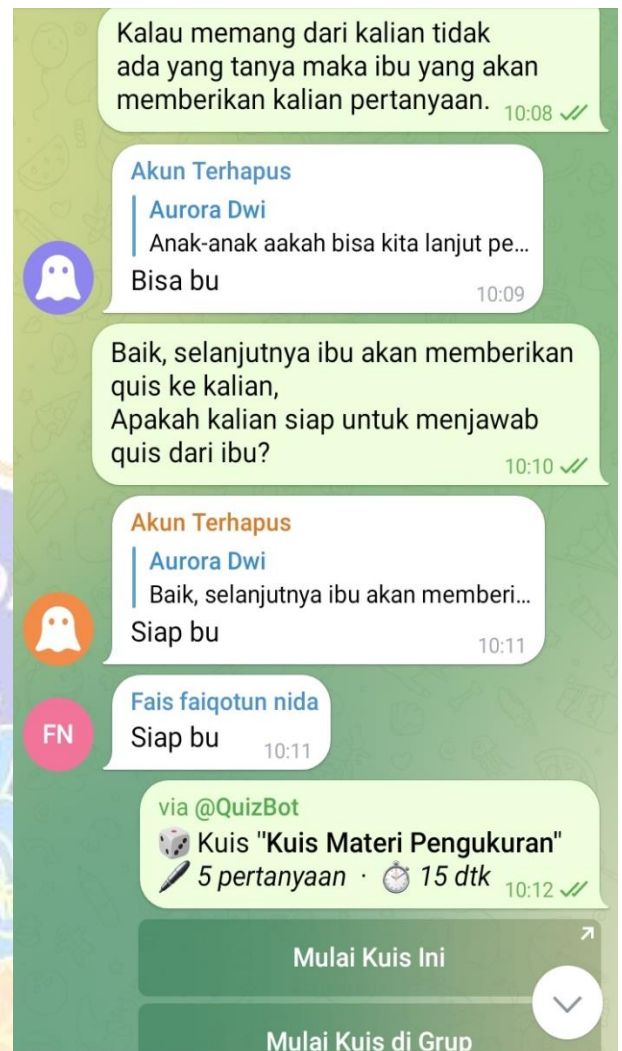 Kalau memang dari kalian tidak
ada yang tanya maka ibu yang akan
memberikan kalian pertanyaan. 10:08
Akun Terhapus
Aurora Dwi
Anak-anak aakah bisa kita lanjut pe...
Bisa bu
10:09
Baik, selanjutnya ibu akan memberikan
quis ke kalian,
Apakah kalian siap untuk menjawab
quis dari ibu?
10:10
Akun Terhapus
Aurora Dwi
Baik, selanjutnya ibu akan memberi...
Siap bu
10:11
FN
Fais faiqotun nida
Siap bu
10:11
via @QuizBot
Kuis "Kuis Materi Pengukuran"
5 pertanyaan · 15 dtk 10:12
Mulai Kuis Ini
Mulai Kuis di Grup